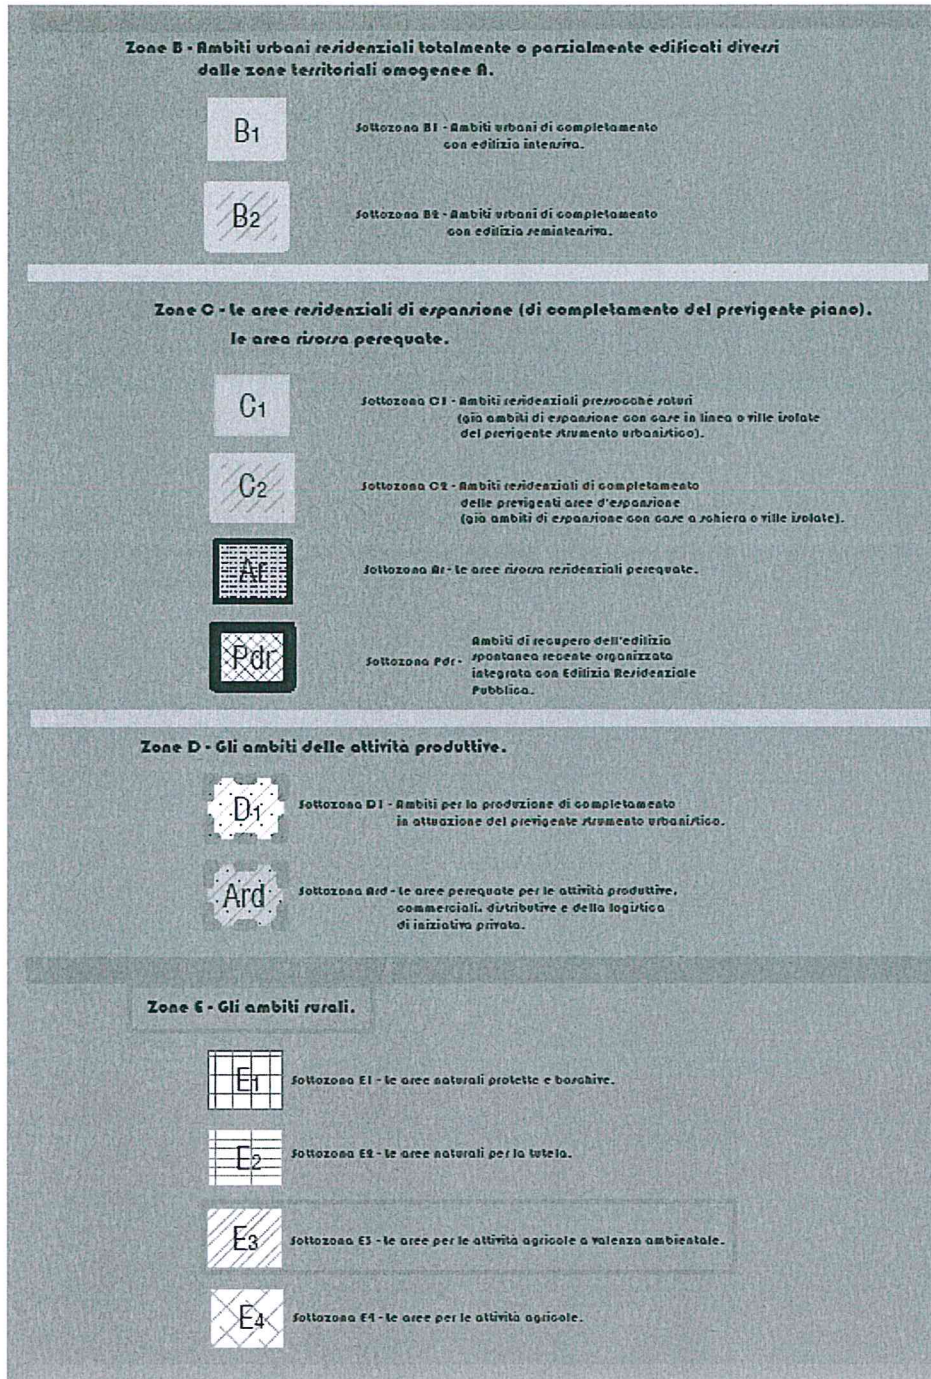 Zone B - Ambiti urbani residenziali totalmente o parzialmente edificati diversi
dalle zone territoriali omogenee A.
B1
Sottozona B1 - Ambiti urbani di completamento
con edilizia intensiva.
B2
Sottozona B2 - Ambiti urbani di completamento
con edilizia semintensiva.
Zone C - Le aree residenziali di espansione (di completamento del previgente piano).
le area risorsa perequate.
C1
Sottozona C1 - Ambiti residenziali pressocché saturi
(già ambiti di espansione con case in linea o ville isolate
del previgente strumento urbanistico).
C2
Sottozona C2 - Ambiti residenziali di completamento
delle previgenti aree d'espansione
(già ambiti di espansione con case a schiera o ville isolate).
Ar
Sottozona Ar - Le aree risorsa residenziali perequate.
Pdr
Sottozona Pdr - Ambiti di recupero dell'edilizia
spontanea recente organizzata
integrata con Edilizia Residenziale
Pubblica.
Zone D - Gli ambiti delle attività produttive.
D1
Sottozona D1 - Ambiti per la produzione di completamento
in attuazione del previgente strumento urbanistico.
Ard
Sottozona Ard - Le aree perequate per le attività produttive,
commerciali, distributive e della logistica
di iniziativa privata.
Zone E - Gli ambiti rurali.
E1
Sottozona E1 - Le aree naturali protette e boschive.
E2
Sottozona E2 - Le aree naturali per la tutela.
E3
Sottozona E3 - Le aree per le attività agricole a valenza ambientale.
E4
Sottozona E4 - Le aree per le attività agricole.